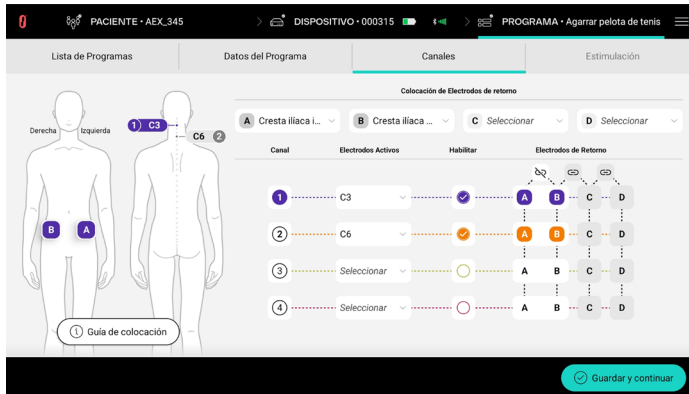 PACIENTE • AEX_345
DISPOSITIVO • 000315
PROGRAMA • Agarrar pelota de tenis
Lista de Programas
Datos del Programa
Canales
Estimulación
Colocación de Electrodos de retorno
A Cresta ilíaca i...
B Cresta ilíaca ...
C Seleccionar
D Seleccionar
Derecha
Izquierda
1) C3
C6 2
B
A
Guía de colocación
Canal
Electrodos Activos
Habilitar
Electrodos de Retorno
1 C3 A B C D
2 C6 A B C D
3 Seleccionar A B C D
4 Seleccionar A B C D
Guardar y continuar